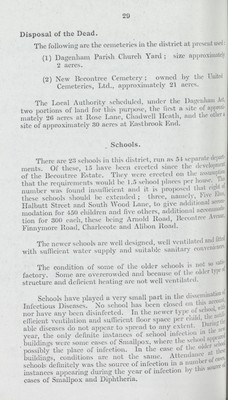 29
Disposal of the Dead.
The following are the cemeteries in the district at present used:
(1) Dagenham Parish Church Yard ; size approximately
2 acres.
(2) New Becontree Cemetery ; owned by the United
Cemeteries, Ltd., approximately 21 acres.
The Local Authority scheduled, under the Dagenham Act,
two portions of land for this purpose, the first a site of approxi-
mately 26 acres at Rose Lane, Chadwell Heath, and the other a
site of approximately 30 acres at Eastbrook End.
Schools.
There are 23 schools in this district, run as 54 separate depart-
ments. Of these, 15 have been erected since the development
of the Becontree Estate. They were erected on the assumption
that the requirements would be 1.3 school places per house. This
number was found insufficient and it is proposed that eight of
these schools should be extended ; three, namely, Five Elms,
Halbutt Street and South Wood Lane, to give additional accom-
modation for 450 children and five others, additional accommoda-
tion for 300 each, these being Arnold Road, Becontree Avenue,
Finnymore Road, Charlecote and Alibon Road.
The newer schools are well designed, well ventilated and fitted
with sufficient water supply and suitable sanitary conveniences.
The condition of some of the older schools is not so satis-
factory. Some are overcrowded and because of the older type of
structure and deficient heating are not well ventilated.
Schools have played a very small part in the dissemination of
Infectious Diseases. No school has been closed on this account,
nor have any been disinfected. In the newer type of school, with
efficient ventilation and sufficient floor space per child, the
able diseases do not appear to spread to any extent. During the
year, the only definite instances of school infection in the
buildings were some cases of Smallpox, where the school appeared
possibly the place of infection. In the case of the older school
buildings, conditions are not the same. Attendance at these
schools definitely was the source of infection in a number of cases,
instances appearing during the year of infection by this
cases of Smallpox and Diphtheria.